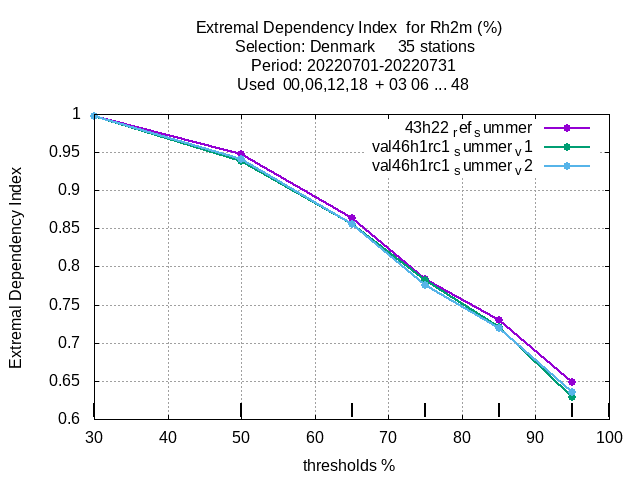 Extremal Dependency Index  for Rh2m (%)
Selection: Denmark     35 stations
Period: 20220701-20220731
Used  00,06,12,18  + 03 06 ... 48
43h22 ref summer
val46h1rc1 summer v1
val46h1rc1 summer v2
Extremal Dependency Index
1
0.95
0.9
0.85
0.8
0.75
0.7
0.65
0.6
30 40 50 60 70 80 90 100
thresholds %